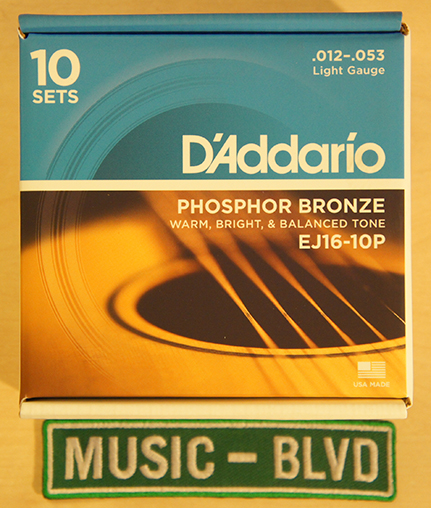 10
SETS
.012–.053
Light Gauge
D'Addario
PHOSPHOR BRONZE
WARM, BRIGHT, & BALANCED TONE
EJ16-10P
USA MADE
MUSIC – BLVD